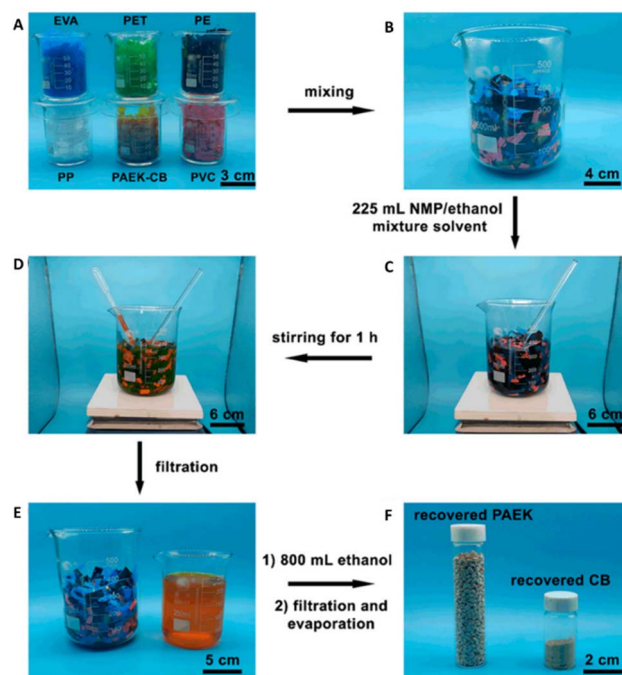 A
EVA PET PE
PP PAEK-CB PVC
3 cm
mixing
B
4 cm
225 mL NMP/ethanol
mixture solvent
C
6 cm
stirring for 1 h
D
6 cm
filtration
E
5 cm
1) 800 mL ethanol
2) filtration and
evaporation
F
recovered PAEK
recovered CB
2 cm